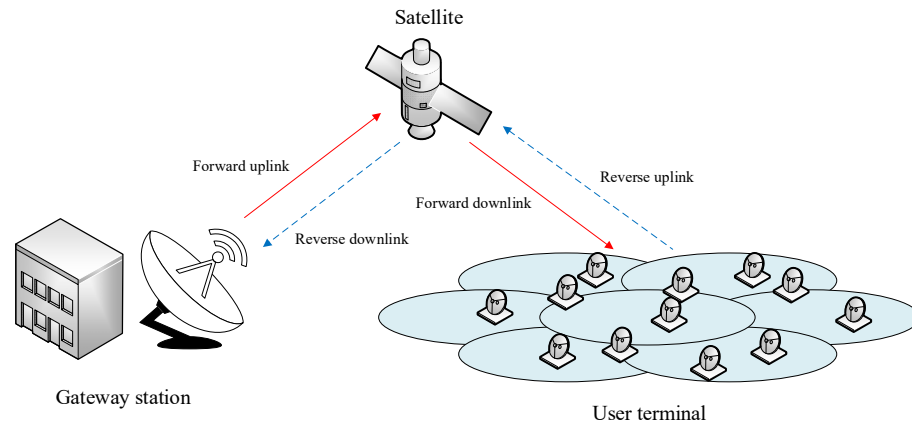 Satellite
Forward uplink
Reverse uplink
Forward downlink
Reverse downlink
Gateway station
User terminal